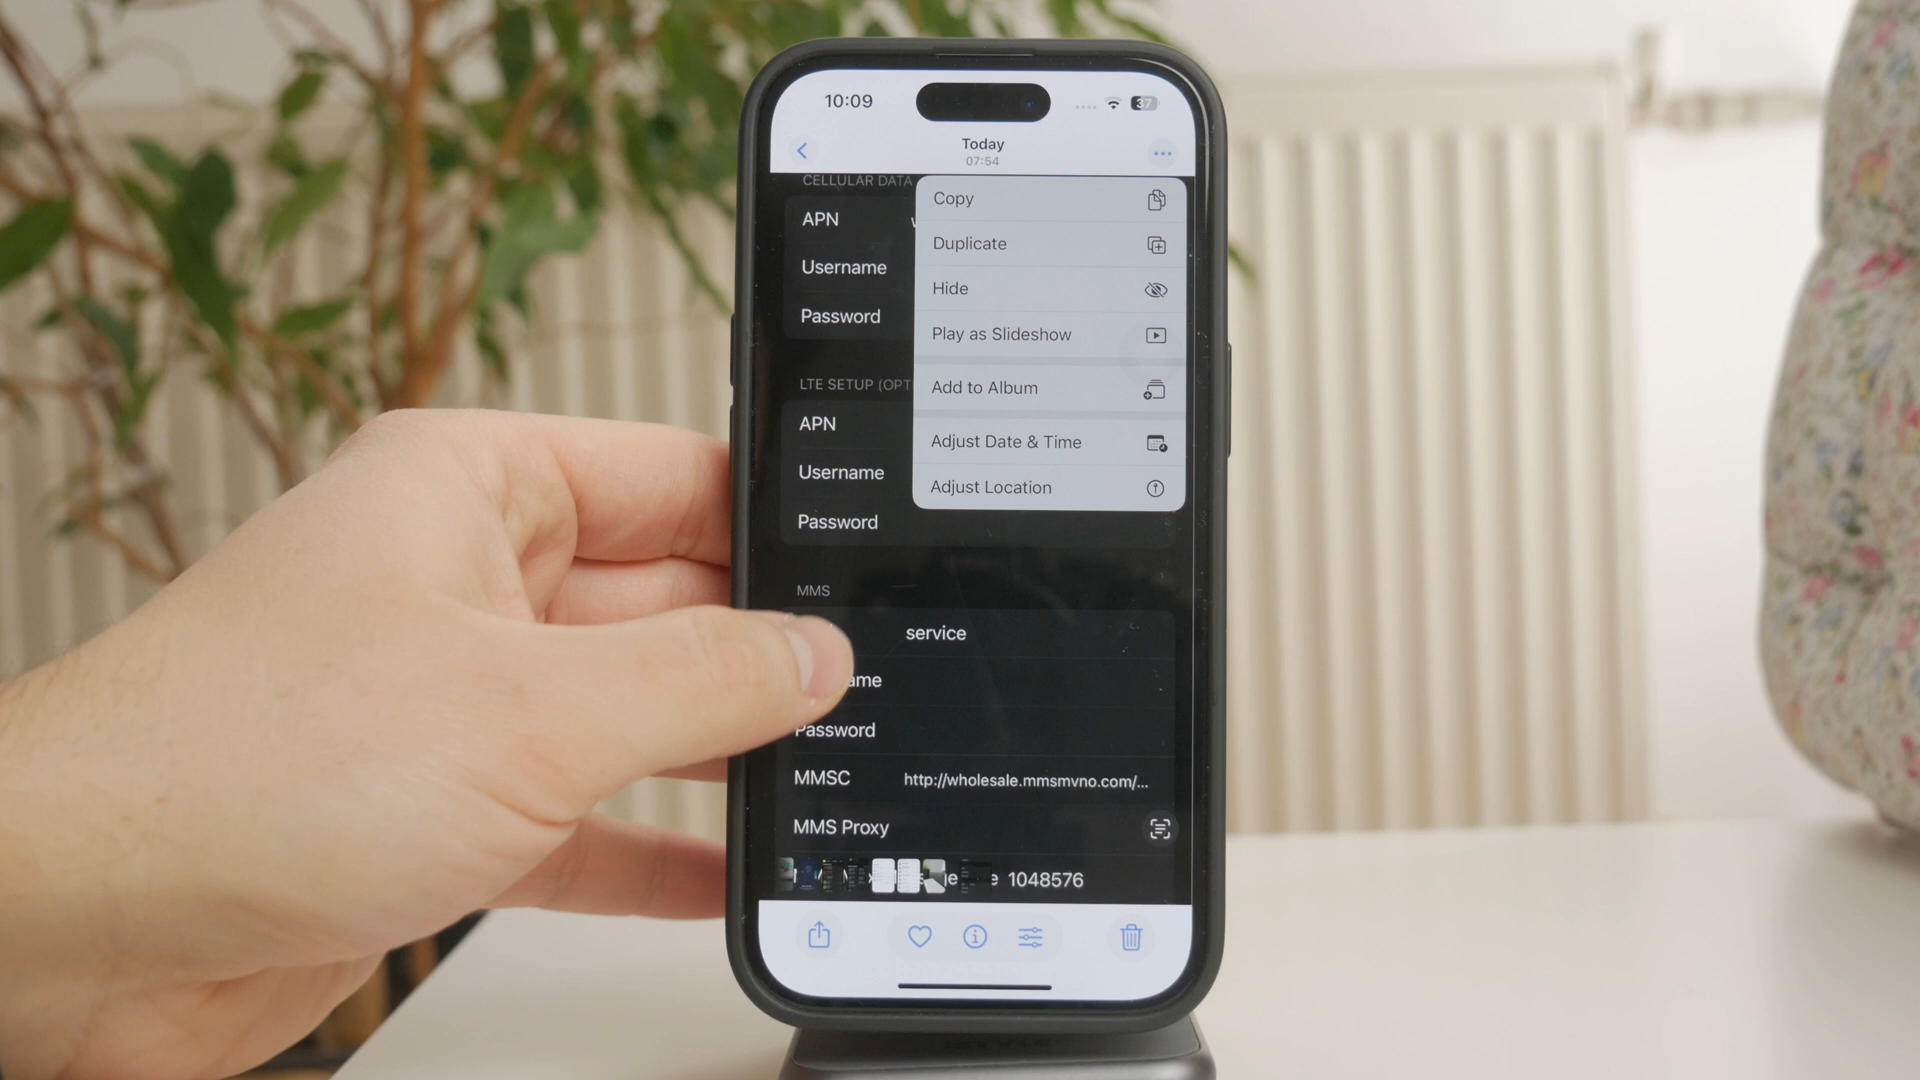 10:09
37
Today
07:54
CELLULAR DATA
APN
Username
Password
Copy
Duplicate
Hide
Play as Slideshow
Add to Album
Adjust Date & Time
Adjust Location
LTE SETUP (OPT
APN
Username
Password
MMS
service
ame
Password
MMSC http://wholesale.mmsmvno.com/...
MMS Proxy
1048576